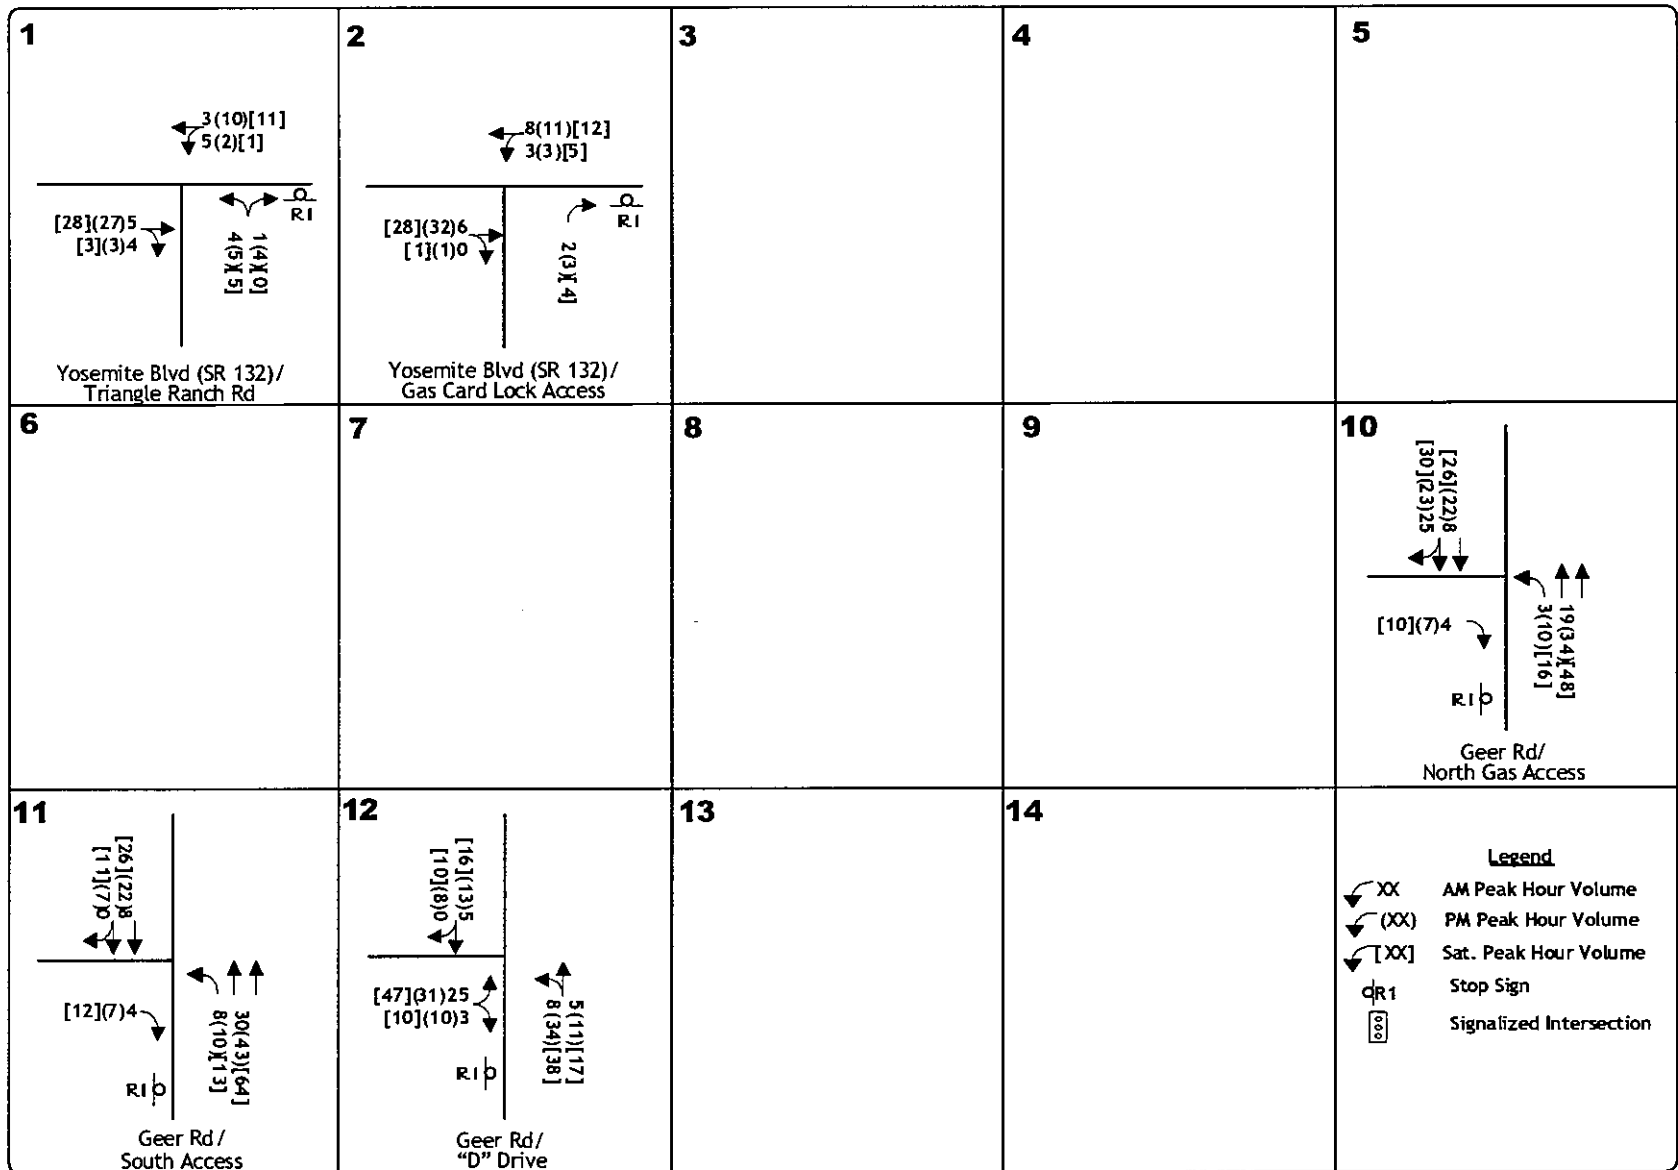 1
3(10)[11]
5(2)[1]
[28](27)5
[3](3)4
R1
1(4)[0]
4(5)[5]
Yosemite Blvd (SR 132)/
Triangle Ranch Rd
2
8(11)[12]
3(3)[5]
[28](32)6
[1](1)0
R1
2(3)[4]
Yosemite Blvd (SR 132)/
Gas Card Lock Access
3
4
5
6
7
8
9
10
[26](22)8
[30](23)25
[10](7)4
19(34)[48]
3(10)[16]
R1
Geer Rd/
North Gas Access
11
[26](22)8
[11](7)0
[12](7)4
30(43)[64]
8(10)[13]
R1
Geer Rd/
South Access
12
[16](13)5
[10](8)0
[47](31)25
[10](10)3
5(11)[17]
8(34)[38]
R1
Geer Rd/
"D" Drive
13
14
Legend
XX AM Peak Hour Volume
(XX) PM Peak Hour Volume
[XX] Sat. Peak Hour Volume
R1 Stop Sign
Signalized Intersection